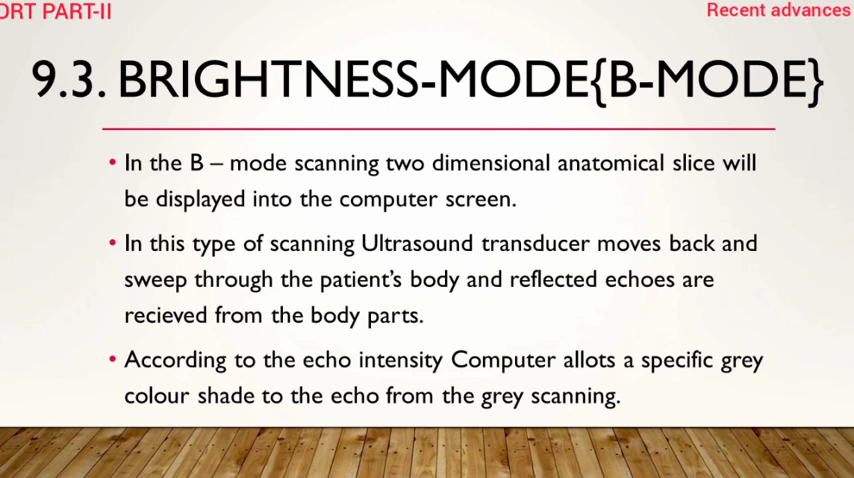 ORT PART-II
Recent advances
9.3. BRIGHTNESS-MODE{B-MODE}
• In the B – mode scanning two dimensional anatomical slice will
be displayed into the computer screen.
• In this type of scanning Ultrasound transducer moves back and
sweep through the patient's body and reflected echoes are
recieved from the body parts.
• According to the echo intensity Computer allots a specific grey
colour shade to the echo from the grey scanning.